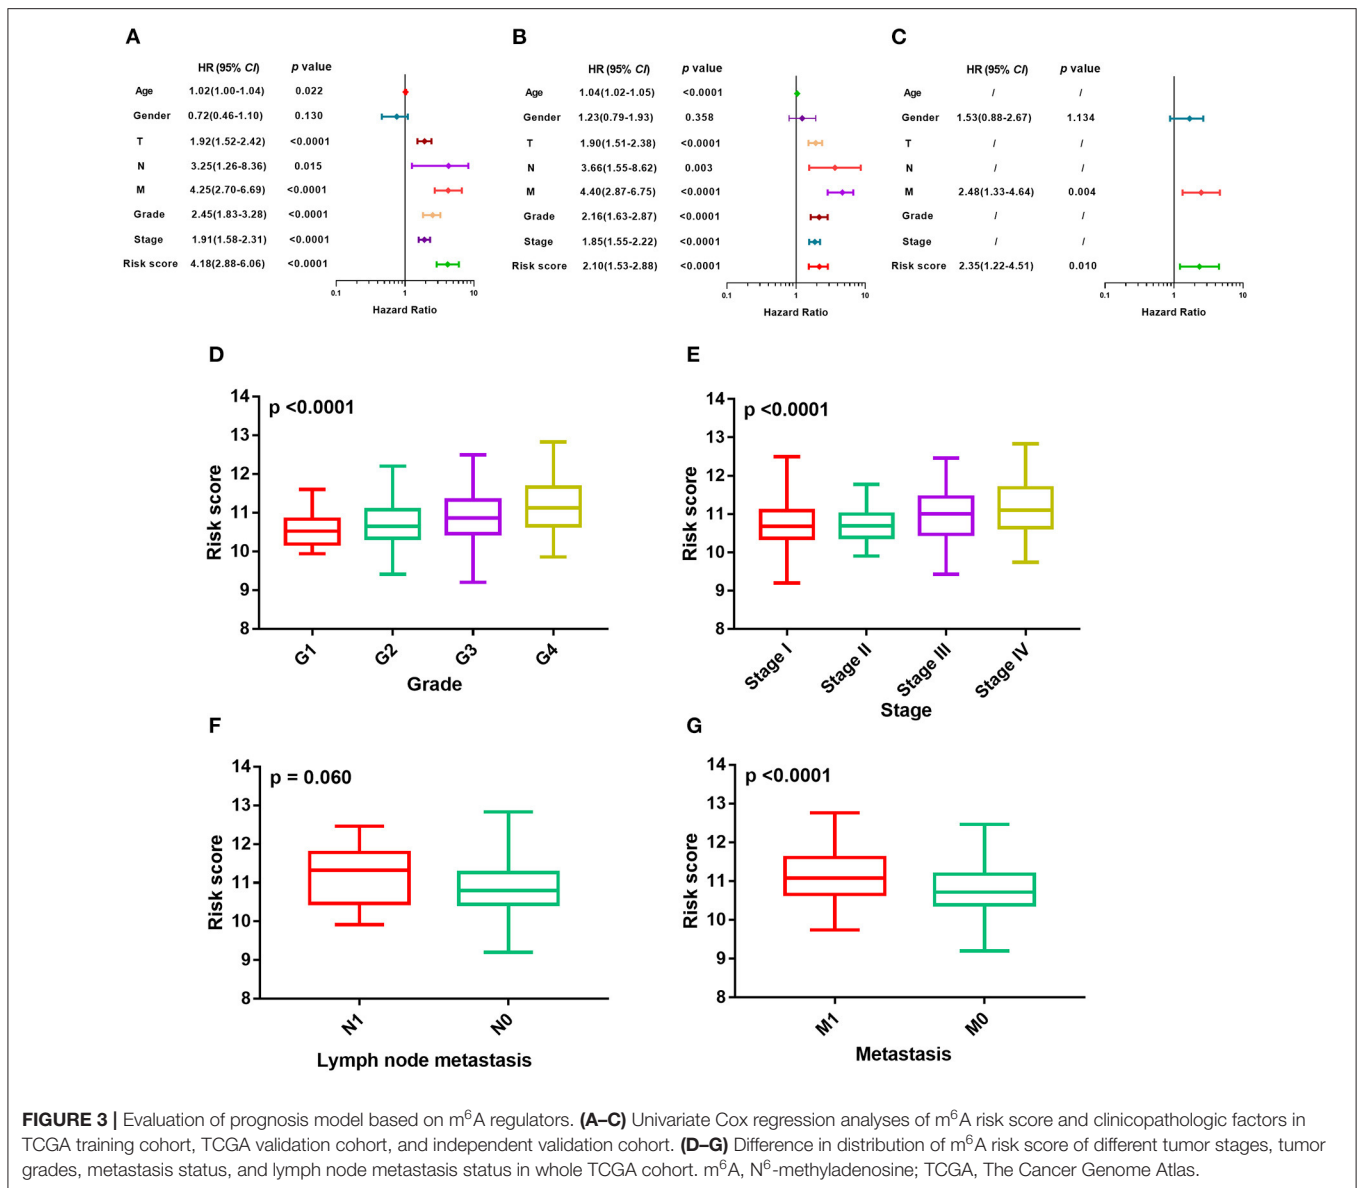 A
HR (95% CI) p value
Age 1.02(1.00-1.04) 0.022
Gender 0.72(0.46-1.10) 0.130
T 1.92(1.52-2.42) <0.0001
N 3.25(1.26-8.36) 0.015
M 4.25(2.70-6.69) <0.0001
Grade 2.45(1.83-3.28) <0.0001
Stage 1.91(1.58-2.31) <0.0001
Risk score 4.18(2.88-6.06) <0.0001
0.1 1 10
Hazard Ratio
B
HR (95% CI) p value
Age 1.04(1.02-1.05) <0.0001
Gender 1.23(0.79-1.93) 0.358
T 1.90(1.51-2.38) <0.0001
N 3.66(1.55-8.62) 0.003
M 4.40(2.87-6.75) <0.0001
Grade 2.16(1.63-2.87) <0.0001
Stage 1.85(1.55-2.22) <0.0001
Risk score 2.10(1.53-2.88) <0.0001
0.1 1 10
Hazard Ratio
C
HR (95% CI) p value
Age / /
Gender 1.53(0.88-2.67) 1.134
T / /
N / /
M 2.48(1.33-4.64) 0.004
Grade / /
Stage / /
Risk score 2.35(1.22-4.51) 0.010
0.1 1 10
Hazard Ratio
D
p <0.0001
Risk score
14
13
12
11
10
9
8
G1 G2 G3 G4
Grade
E
p <0.0001
Risk score
14
13
12
11
10
9
8
Stage I Stage II Stage III Stage IV
Stage
F
p = 0.060
Risk score
14
13
12
11
10
9
8
N1 N0
Lymph node metastasis
G
p <0.0001
Risk score
14
13
12
11
10
9
8
M1 M0
Metastasis
FIGURE 3 | Evaluation of prognosis model based on m⁶A regulators. (A–C) Univariate Cox regression analyses of m⁶A risk score and clinicopathologic factors in
TCGA training cohort, TCGA validation cohort, and independent validation cohort. (D–G) Difference in distribution of m⁶A risk score of different tumor stages, tumor
grades, metastasis status, and lymph node metastasis status in whole TCGA cohort. m⁶A, N⁶-methyladenosine; TCGA, The Cancer Genome Atlas.